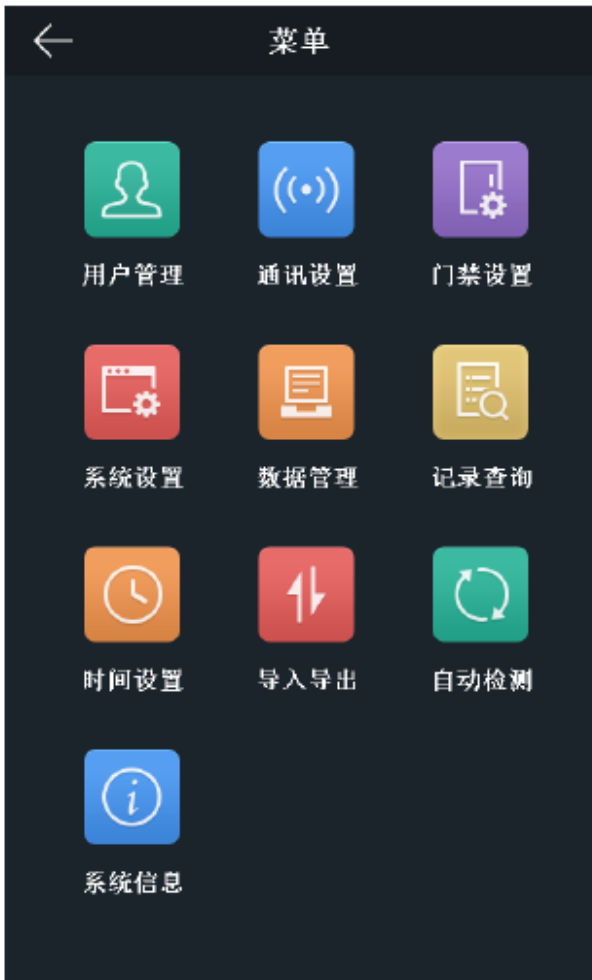 菜单
用户管理 通讯设置 门禁设置
系统设置 数据管理 记录查询
时间设置 导入导出 自动检测
系统信息